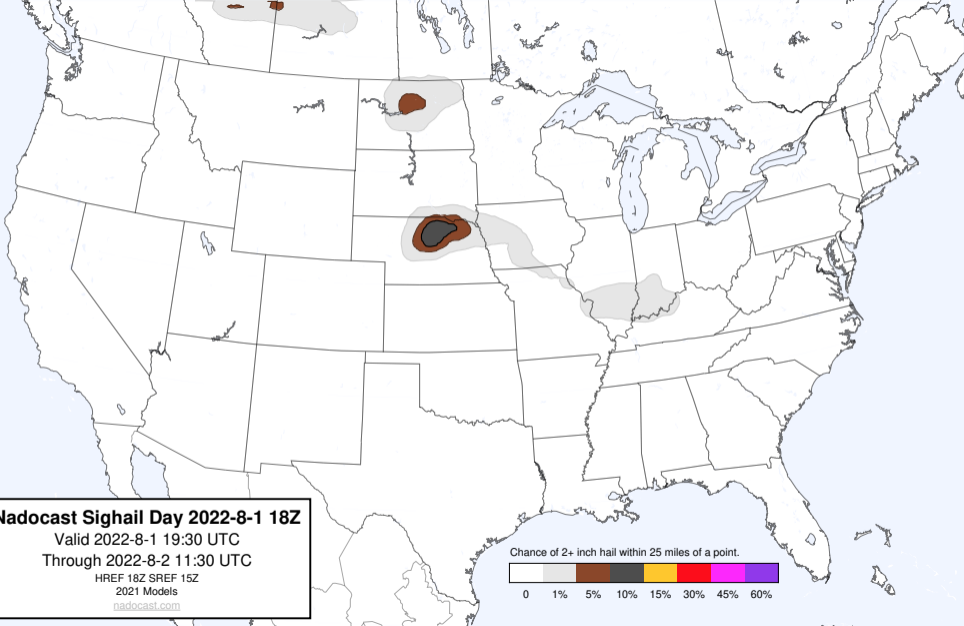 Nadocast Sighail Day 2022-8-1 18Z
Valid 2022-8-1 19:30 UTC
Through 2022-8-2 11:30 UTC
HREF 18Z SREF 15Z
2021 Models
nadocast.com
Chance of 2+ inch hail within 25 miles of a point.
0 1% 5% 10% 15% 30% 45% 60%